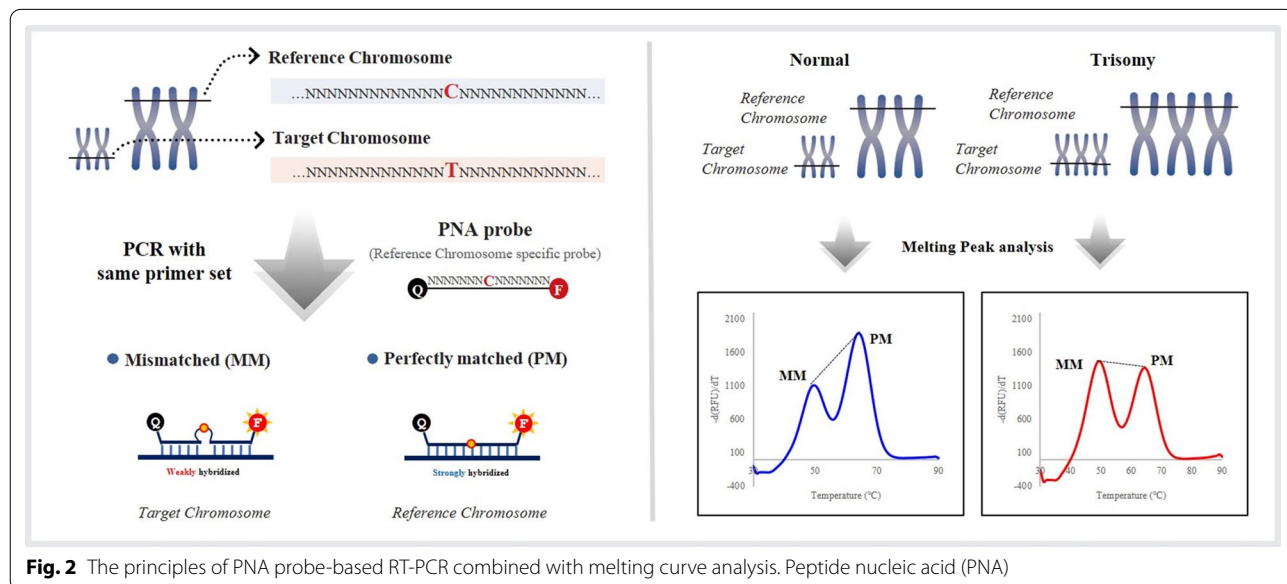 Reference Chromosome
...NNNNNNNNNNNNNCNNNNNNNNNNNN...
Target Chromosome
...NNNNNNNNNNNNNTNNNNNNNNNNNN...
PCR with
same primer set
PNA probe
(Reference Chromosome specific probe)
Q NNNNNNNCNNNNNNN F
Mismatched (MM)
Q F
Weakly hybridized
Target Chromosome
Perfectly matched (PM)
Q F
Strongly hybridized
Reference Chromosome
Normal
Reference
Chromosome
Target
Chromosome
Trisomy
Reference
Chromosome
Target
Chromosome
Melting Peak analysis
-d(RFU)/dT
2100
1600
1100
600
100
-400
MM
PM
30 50 70 90
Temperature (℃)
-d(RFU)/dT
2100
1600
1100
600
100
-400
MM
PM
30 40 50 60 70 80 90
Temperature (℃)
Fig. 2 The principles of PNA probe-based RT-PCR combined with melting curve analysis. Peptide nucleic acid (PNA)